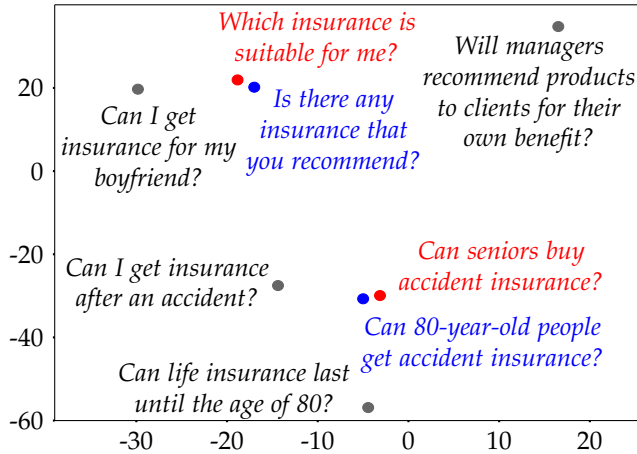 Which insurance is
suitable for me?
Will managers
recommend products
to clients for their
own benefit?
20
Can I get
insurance for my
boyfriend?
Is there any
insurance that
you recommend?
0
-20
Can I get insurance
after an accident?
Can seniors buy
accident insurance?
-40
Can 80-year-old people
get accident insurance?
Can life insurance last
until the age of 80?
-60
-30 -20 -10 0 10 20